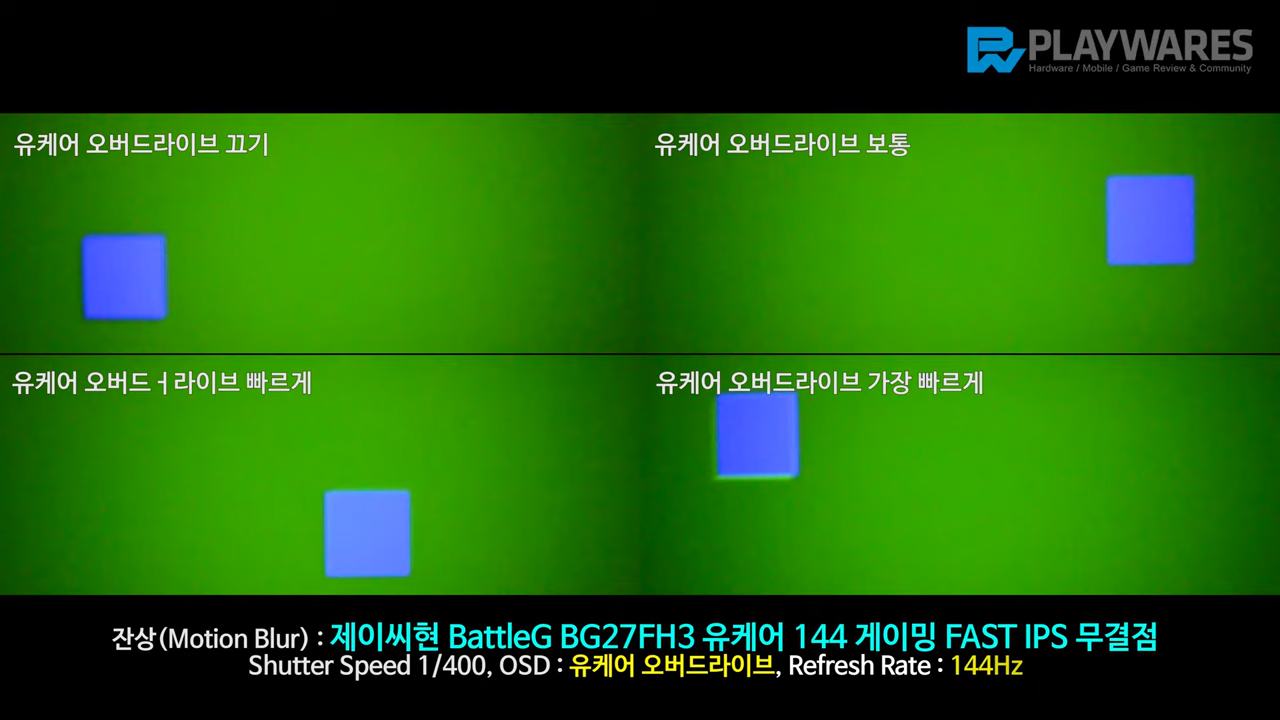 PLAYWARES
Hardware / Mobile / Game Review & Community
유케어 오버드라이브 끄기
유케어 오버드라이브 보통
유케어 오버드ㅓ라이브 빠르게
유케어 오버드라이브 가장 빠르게
잔상(Motion Blur) : 제이씨현 BattleG BG27FH3 유케어 144 게이밍 FAST IPS 무결점
Shutter Speed 1/400, OSD : 유케어 오버드라이브, Refresh Rate : 144Hz